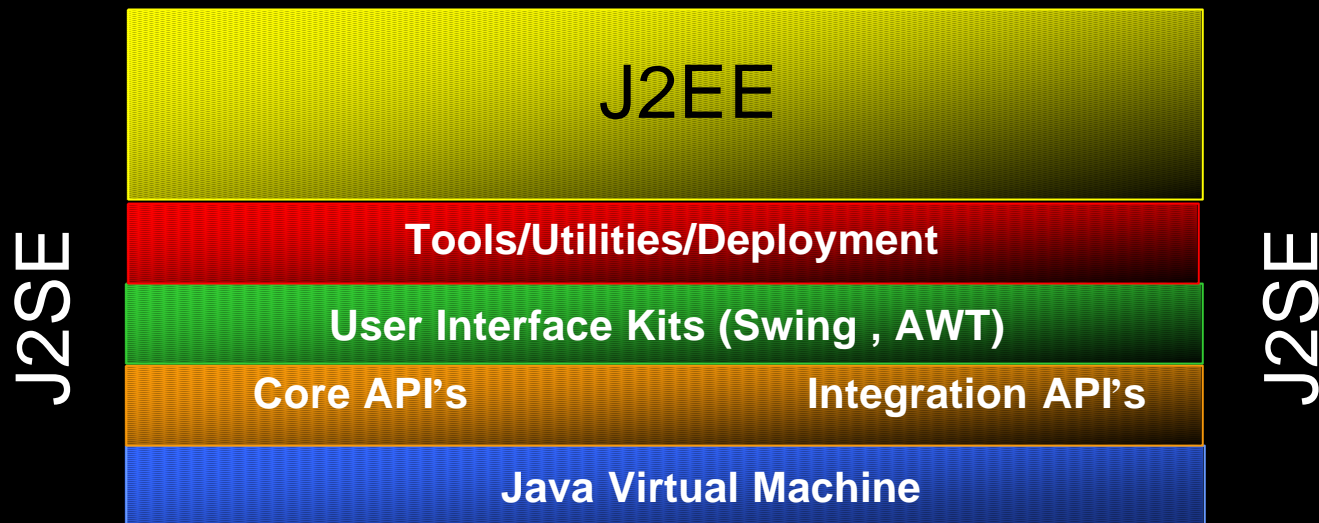 J2EE
Tools/Utilities/Deployment
J2SE
User Interface Kits (Swing , AWT)
J2SE
Core API's
Integration API's
Java Virtual Machine